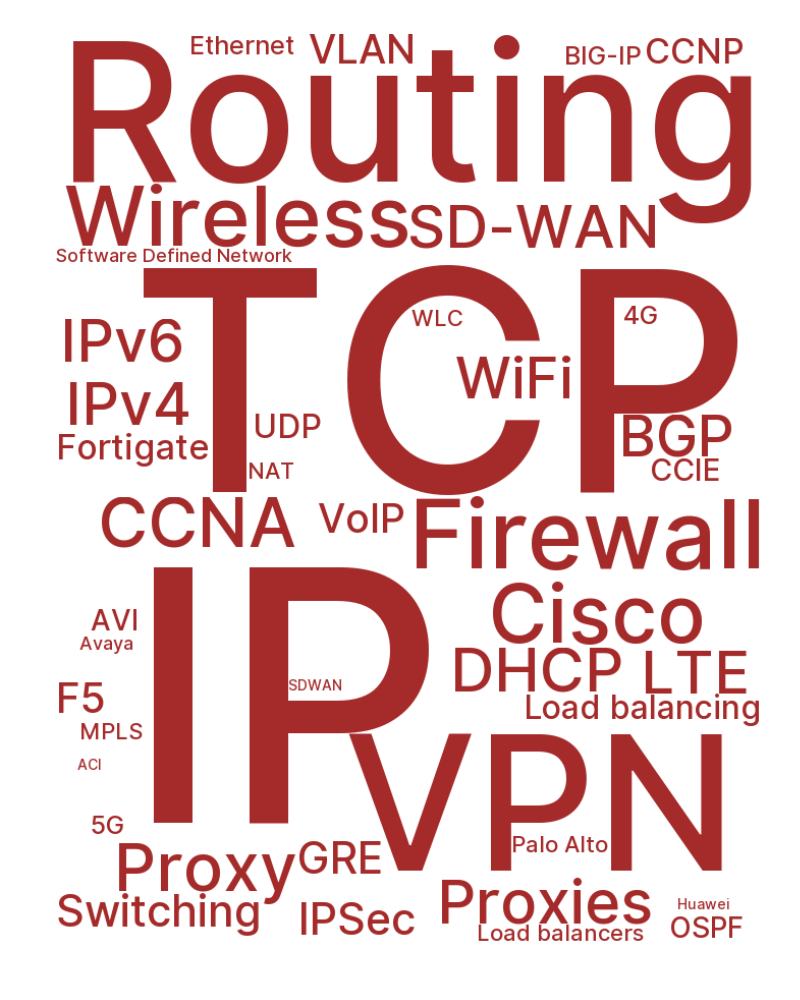 Ethernet
VLAN
BIG-IP
CCNP
Routing
Wireless
SD-WAN
Software Defined Network
TCP
WLC
4G
IPv6
WiFi
IPv4
UDP
BGP
Fortigate
NAT
CCIE
CCNA
VoIP
Firewall
IP
Cisco
AVI
Avaya
DHCP
LTE
SDWAN
F5
Load balancing
MPLS
ACI
VPN
5G
Palo Alto
Proxy
GRE
Proxies
Switching
IPSec
Huawei
OSPF
Load balancers